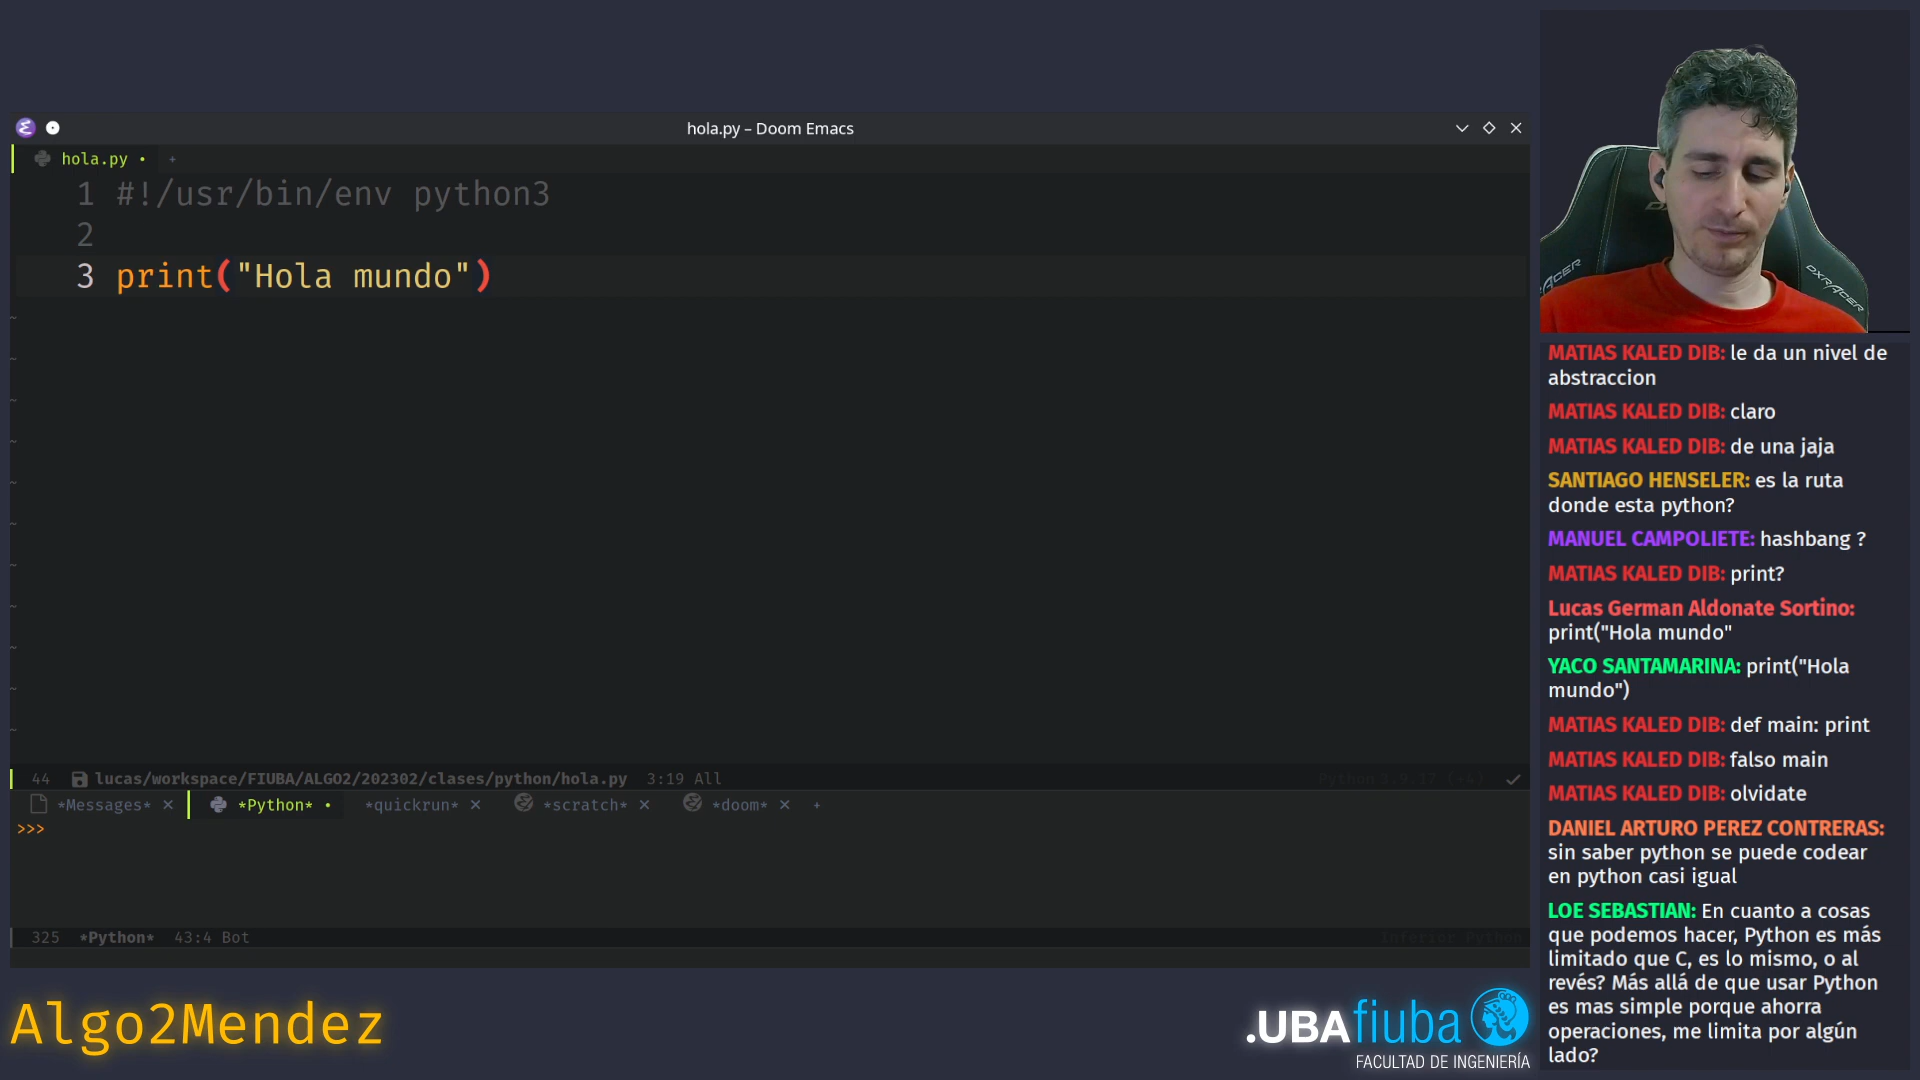 hola.py – Doom Emacs
hola.py • +
1 #!/usr/bin/env python3
2
3 print("Hola mundo")
44 lucas/workspace/FIUBA/ALGO2/202302/clases/python/hola.py 3:19 All
*Messages* × *Python* • *quickrun* × *scratch* × *doom* × +
>>>
325 *Python* 43:4 Bot Inferior Python
Algo2Mendez
.UBAfiuba
FACULTAD DE INGENIERÍA
DXRACER
MATIAS KALED DIB: le da un nivel de
abstraccion
MATIAS KALED DIB: claro
MATIAS KALED DIB: de una jaja
SANTIAGO HENSELER: es la ruta
donde esta python?
MANUEL CAMPOLIETE: hashbang ?
MATIAS KALED DIB: print?
Lucas German Aldonate Sortino:
print("Hola mundo"
YACO SANTAMARINA: print("Hola
mundo")
MATIAS KALED DIB: def main: print
MATIAS KALED DIB: falso main
MATIAS KALED DIB: olvidate
DANIEL ARTURO PEREZ CONTRERAS:
sin saber python se puede codear
en python casi igual
LOE SEBASTIAN: En cuanto a cosas
que podemos hacer, Python es más
limitado que C, es lo mismo, o al
revés? Más allá de que usar Python
es mas simple porque ahorra
operaciones, me limita por algún
lado?